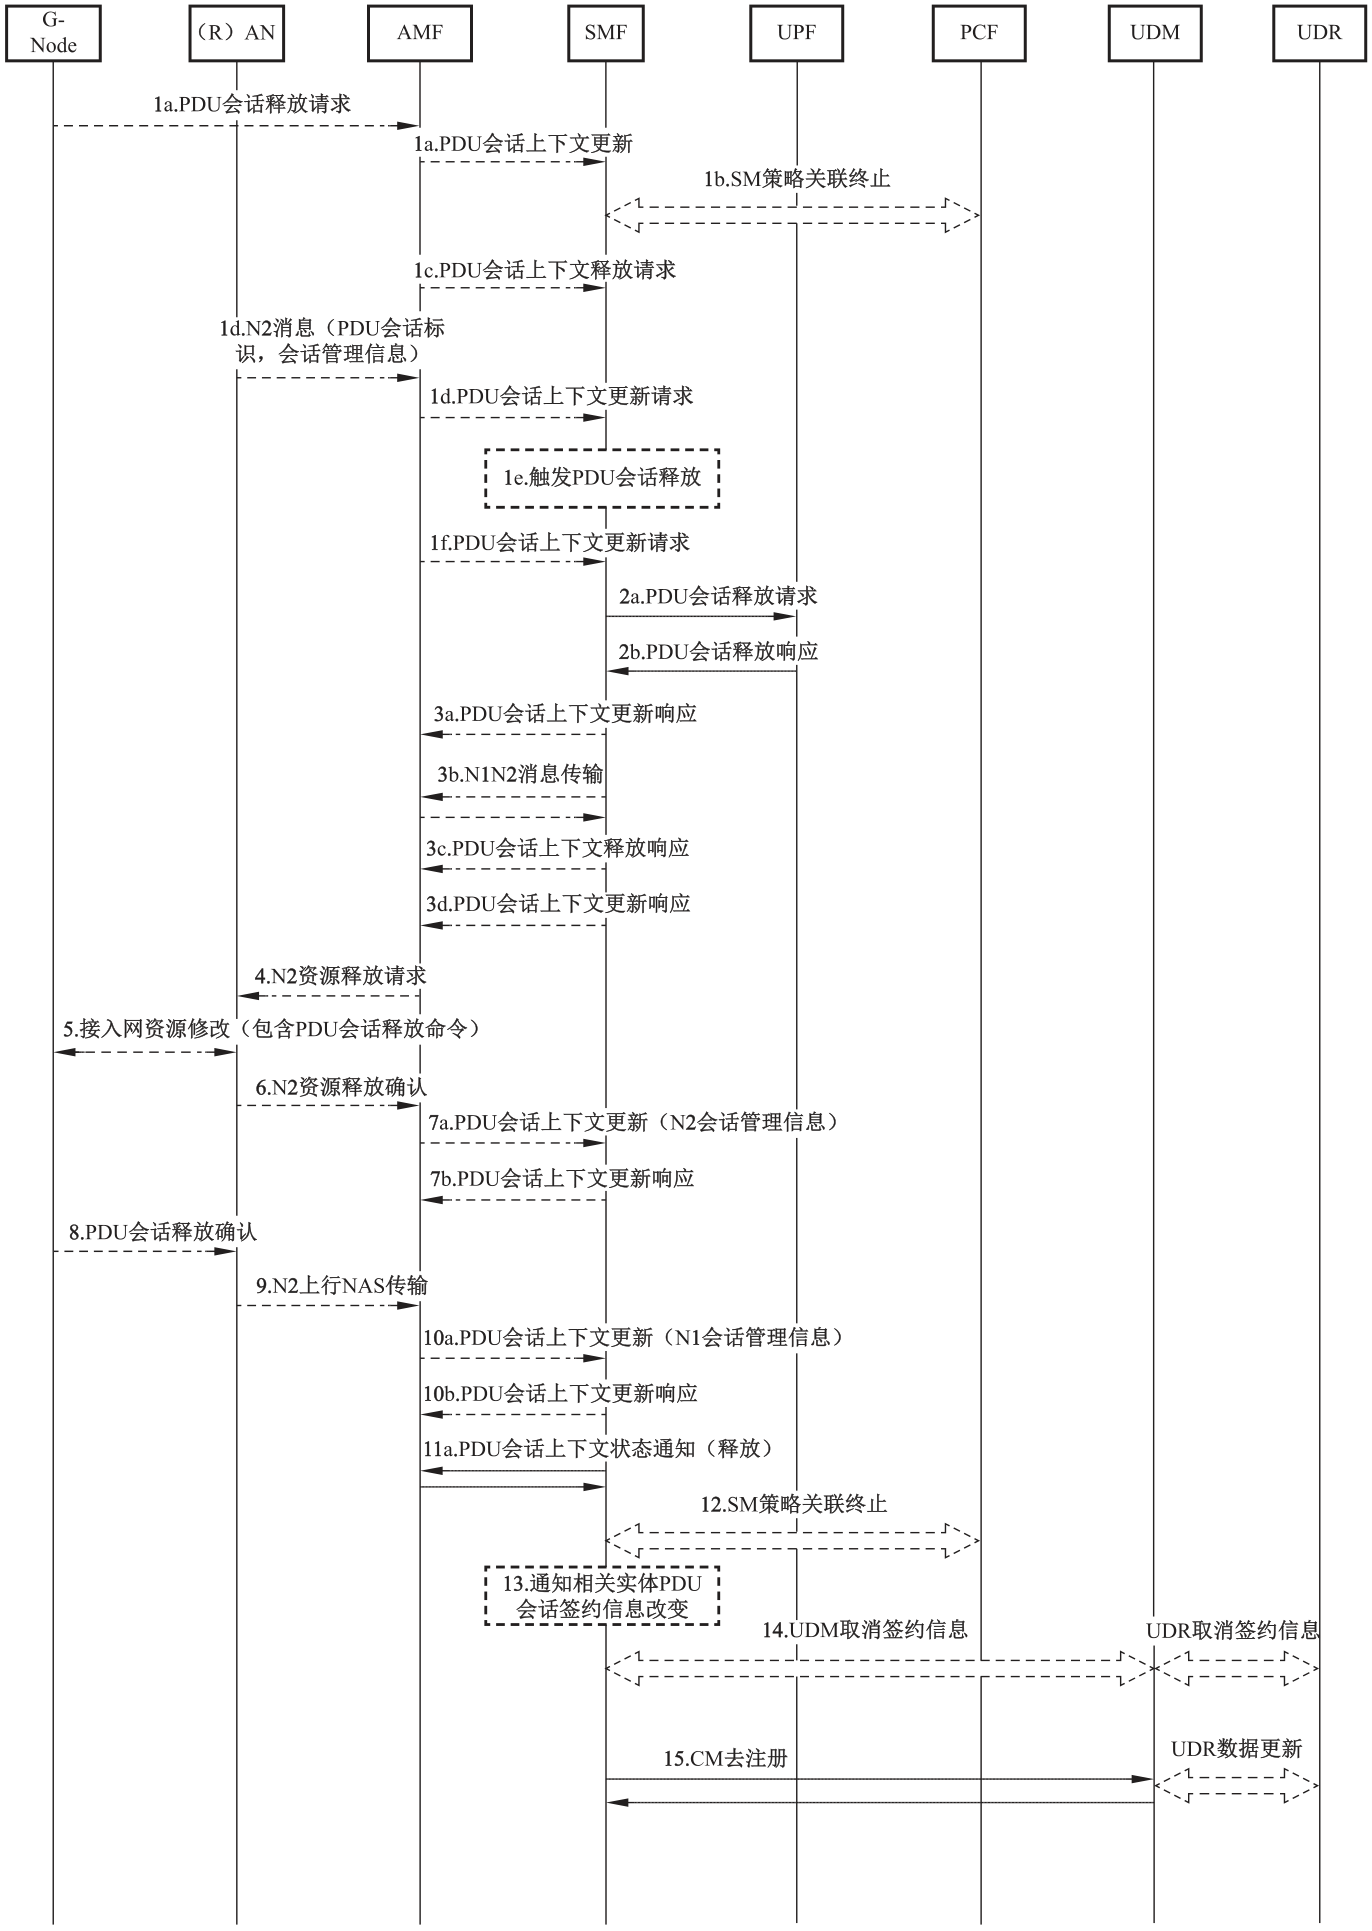 G-
Node
（R）AN
AMF
SMF
UPF
PCF
UDM
UDR
1a.PDU会话释放请求
1a.PDU会话上下文更新
1b.SM策略关联终止
1c.PDU会话上下文释放请求
1d.N2消息（PDU会话标
识，会话管理信息）
1d.PDU会话上下文更新请求
1e.触发PDU会话释放
1f.PDU会话上下文更新请求
2a.PDU会话释放请求
2b.PDU会话释放响应
3a.PDU会话上下文更新响应
3b.N1N2消息传输
3c.PDU会话上下文释放响应
3d.PDU会话上下文更新响应
4.N2资源释放请求
5.接入网资源修改（包含PDU会话释放命令）
6.N2资源释放确认
7a.PDU会话上下文更新（N2会话管理信息）
7b.PDU会话上下文更新响应
8.PDU会话释放确认
9.N2上行NAS传输
10a.PDU会话上下文更新（N1会话管理信息）
10b.PDU会话上下文更新响应
11a.PDU会话上下文状态通知（释放）
12.SM策略关联终止
13.通知相关实体PDU
会话签约信息改变
14.UDM取消签约信息
UDR取消签约信息
15.CM去注册
UDR数据更新